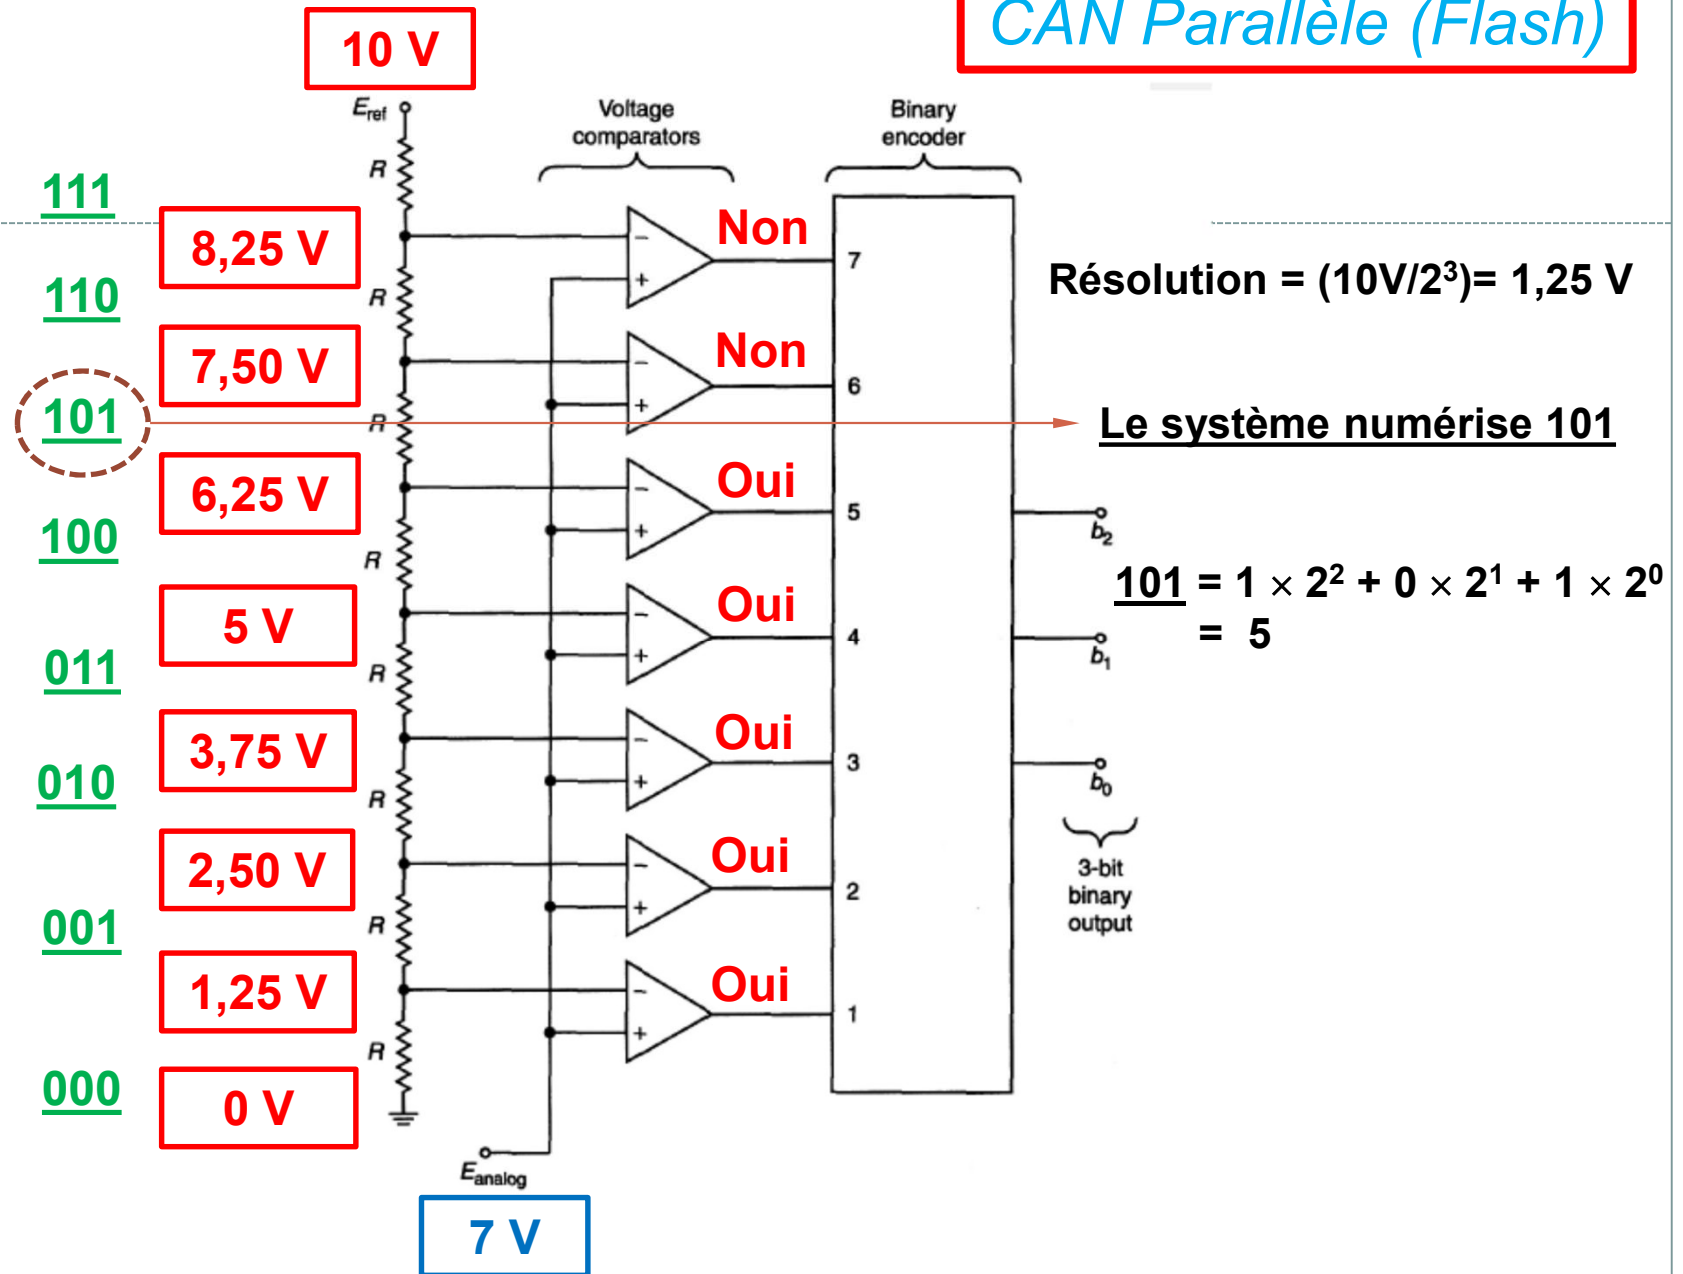 CAN Parallèle (Flash)
10 V
E_ref
Voltage
comparators
Binary
encoder
R
111
8,25 V
Non
7
Résolution = (10V/2³)= 1,25 V
110
R
7,50 V
Non
6
101
R
Le système numérise 101
6,25 V
Oui
5
b₂
100
R
101 = 1 × 2² + 0 × 2¹ + 1 × 2⁰
= 5
5 V
Oui
4
b₁
011
R
3,75 V
Oui
3
b₀
010
R
2,50 V
Oui
2
3-bit
binary
output
001
R
1,25 V
Oui
1
000
R
0 V
E_analog
7 V
- +
- +
- +
- +
- +
- +
- +